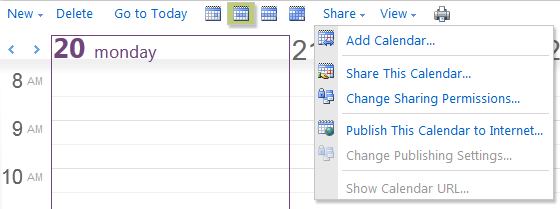 New Delete Go to Today Share View
20 monday 21
8 AM
9 AM
10 AM
Add Calendar...
Share This Calendar...
Change Sharing Permissions...
Publish This Calendar to Internet...
Change Publishing Settings...
Show Calendar URL...